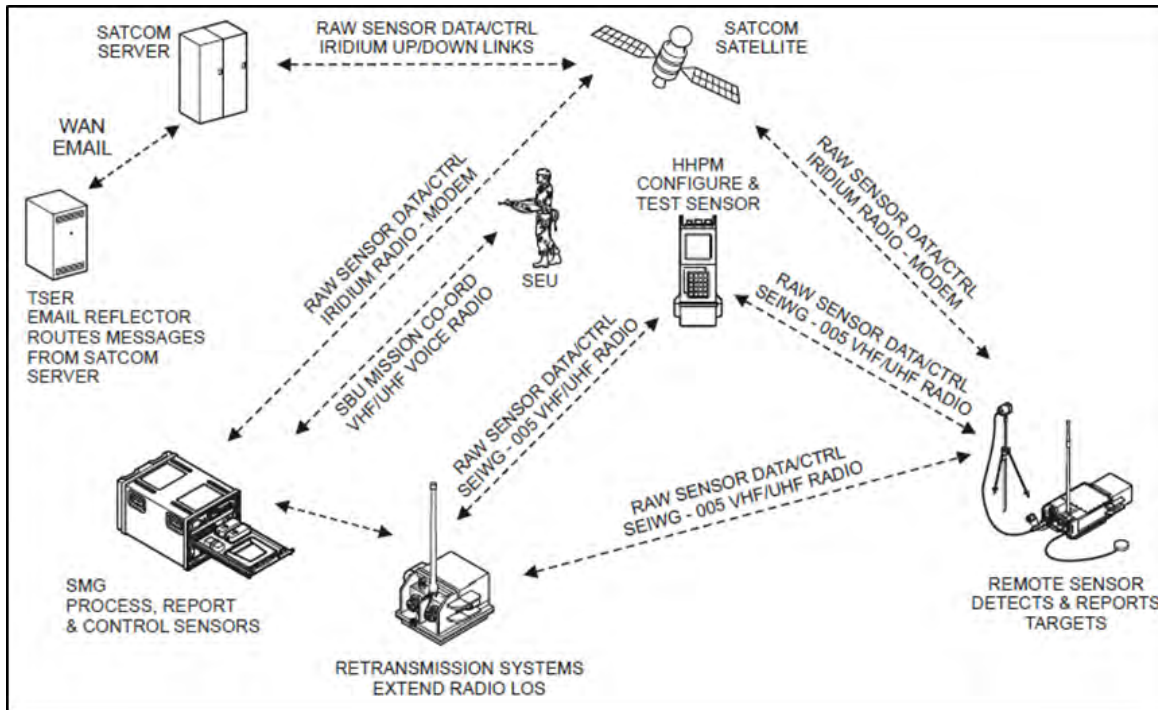 SATCOM
SERVER
RAW SENSOR DATA/CTRL
IRIDIUM UP/DOWN LINKS
SATCOM
SATELLITE
WAN
EMAIL
TSER
EMAIL REFLECTOR
ROUTES MESSAGES
FROM SATCOM
SERVER
RAW SENSOR DATA/CTRL
IRIDIUM RADIO - MODEM
SBU MISSION CO-ORD
VHF/UHF VOICE RADIO
SEU
HHPM
CONFIGURE &
TEST SENSOR
RAW SENSOR DATA/CTRL
IRIDIUM RADIO - MODEM
RAW SENSOR DATA/CTRL
SEIWG - 005 VHF/UHF RADIO
RAW SENSOR DATA/CTRL
SEIWG - 005 VHF/UHF RADIO
RAW SENSOR DATA/CTRL
SEIWG - 005 VHF/UHF RADIO
SMG
PROCESS, REPORT
& CONTROL SENSORS
RETRANSMISSION SYSTEMS
EXTEND RADIO LOS
REMOTE SENSOR
DETECTS & REPORTS
TARGETS